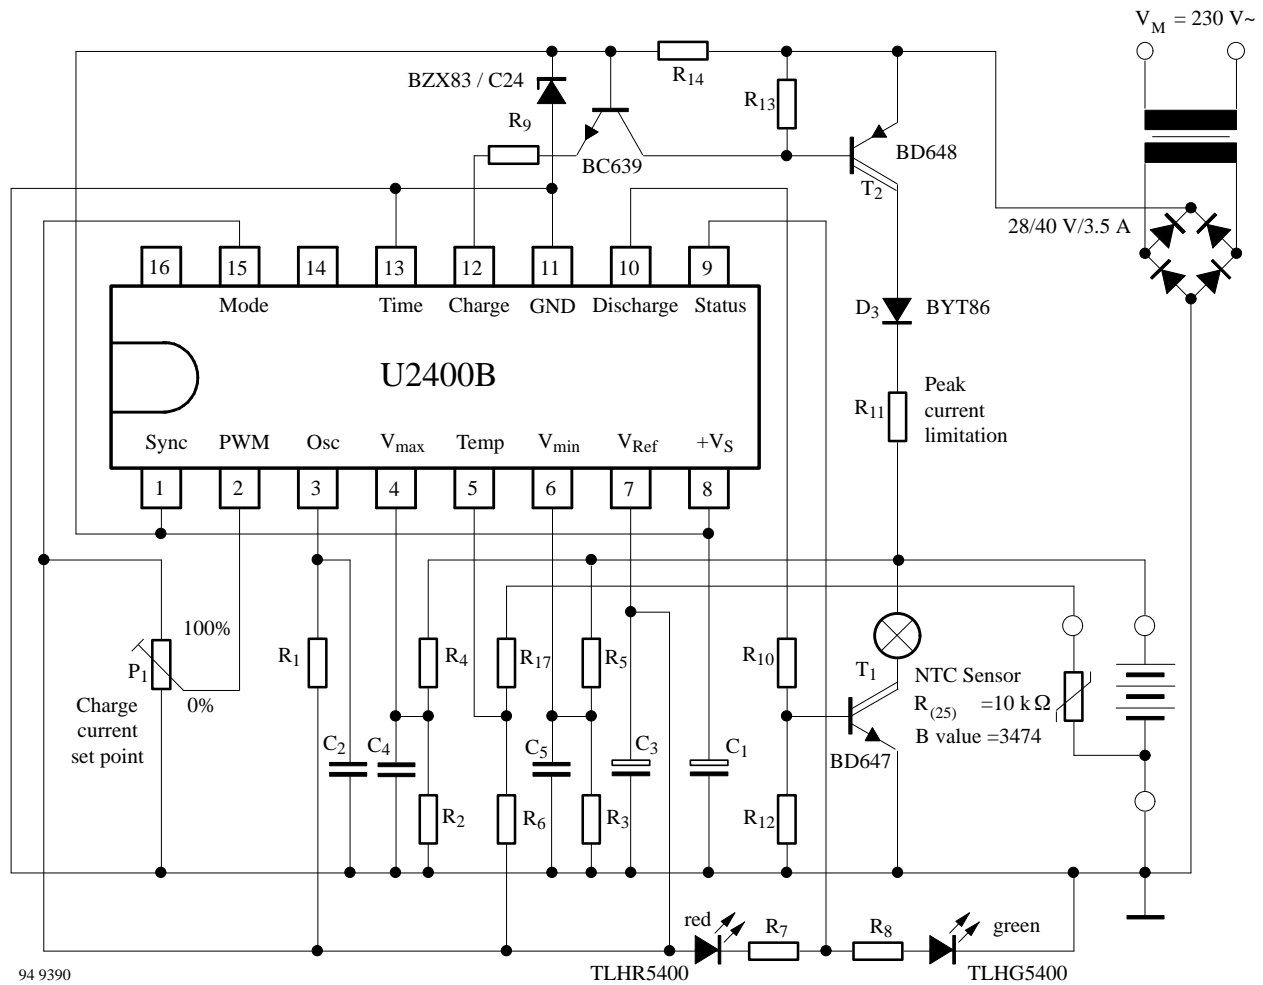 V_M = 230 V~
BZX83 / C24
R14
R13
R9
BC639
BD648
T2
28/40 V/3.5 A
16
15
14
13
12
11
10
9
Mode
Time
Charge
GND
Discharge
Status
D3
BYT86
U2400B
Peak
current
limitation
R11
Sync
PWM
Osc
Vmax
Temp
Vmin
VRef
+VS
1
2
3
4
5
6
7
8
100%
P1
0%
Charge
current
set point
R1
R4
R17
R5
R10
T1
NTC Sensor
R(25) =10 kΩ
B value =3474
C2
C4
C5
C3
C1
BD647
R2
R6
R3
R12
red
R7
R8
green
TLHR5400
TLHG5400
94 9390